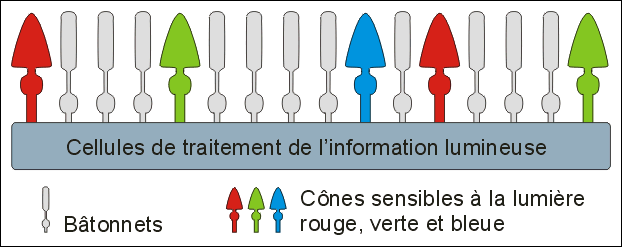 Cellules de traitement de l'information lumineuse
Bâtonnets
Cônes sensibles à la lumière
rouge, verte et bleue